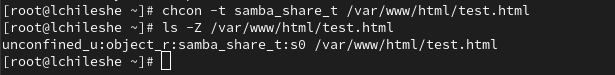 [root@lchileshe ~]# chcon -t samba_share_t /var/www/html/test.html
[root@lchileshe ~]# ls -Z /var/www/html/test.html
unconfined_u:object_r:samba_share_t:s0 /var/www/html/test.html
[root@lchileshe ~]#